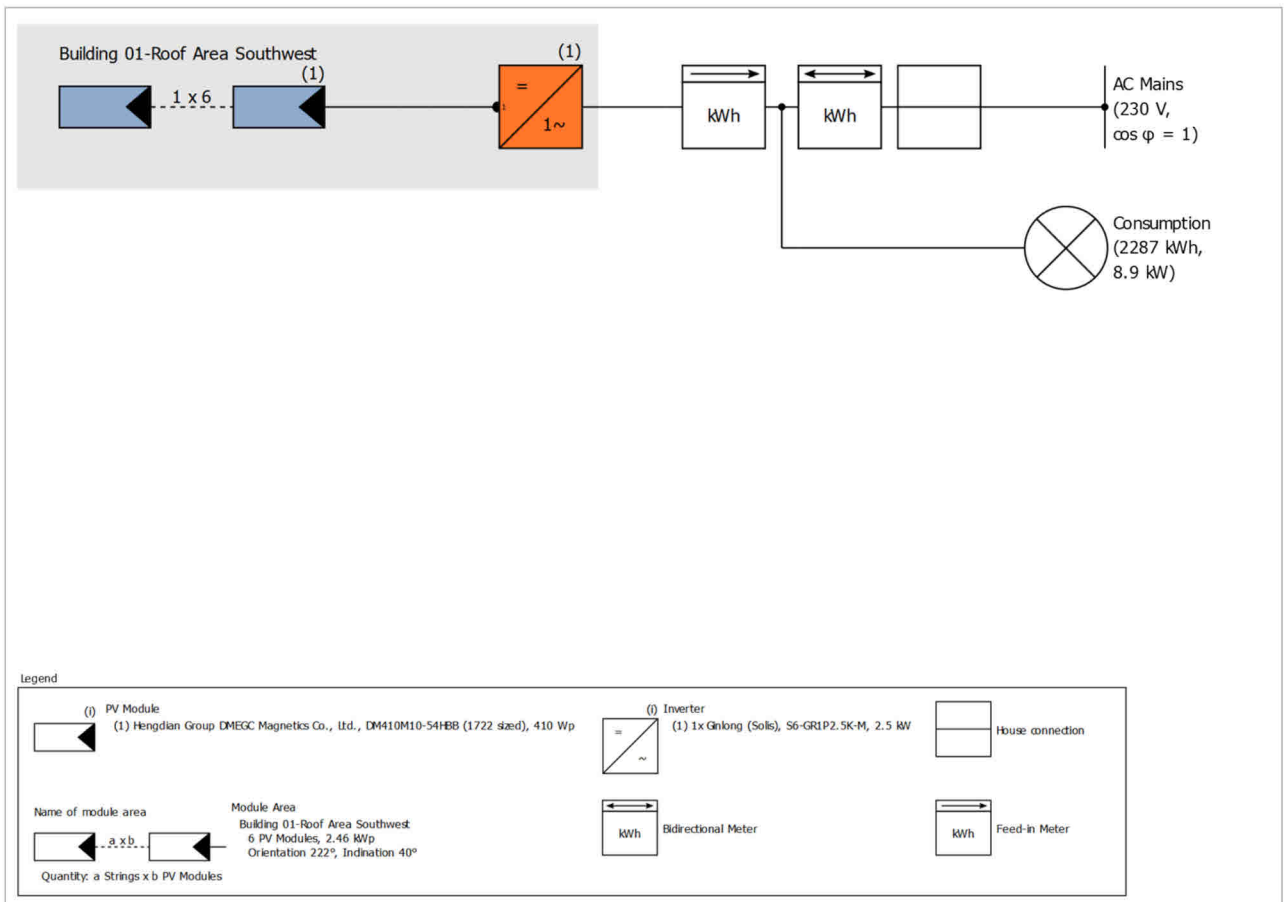 Building 01-Roof Area Southwest
(1)
(1)
1 x 6
=
1
1~
kWh
kWh
AC Mains
(230 V,
cos φ = 1)
Consumption
(2287 kWh,
8.9 kW)
Legend
(i) PV Module
(1) Hengdian Group DMEGC Magnetics Co., Ltd., DM410M10-54HBB (1722 sized), 410 Wp
(i) Inverter
(1) 1x Ginlong (Solis), S6-GR1P2.5K-M, 2.5 kW
=
~
House connection
Name of module area
a x b
Quantity: a Strings x b PV Modules
Module Area
Building 01-Roof Area Southwest
6 PV Modules, 2.46 kWp
Orientation 222°, Inclination 40°
kWh
Bidirectional Meter
kWh
Feed-in Meter